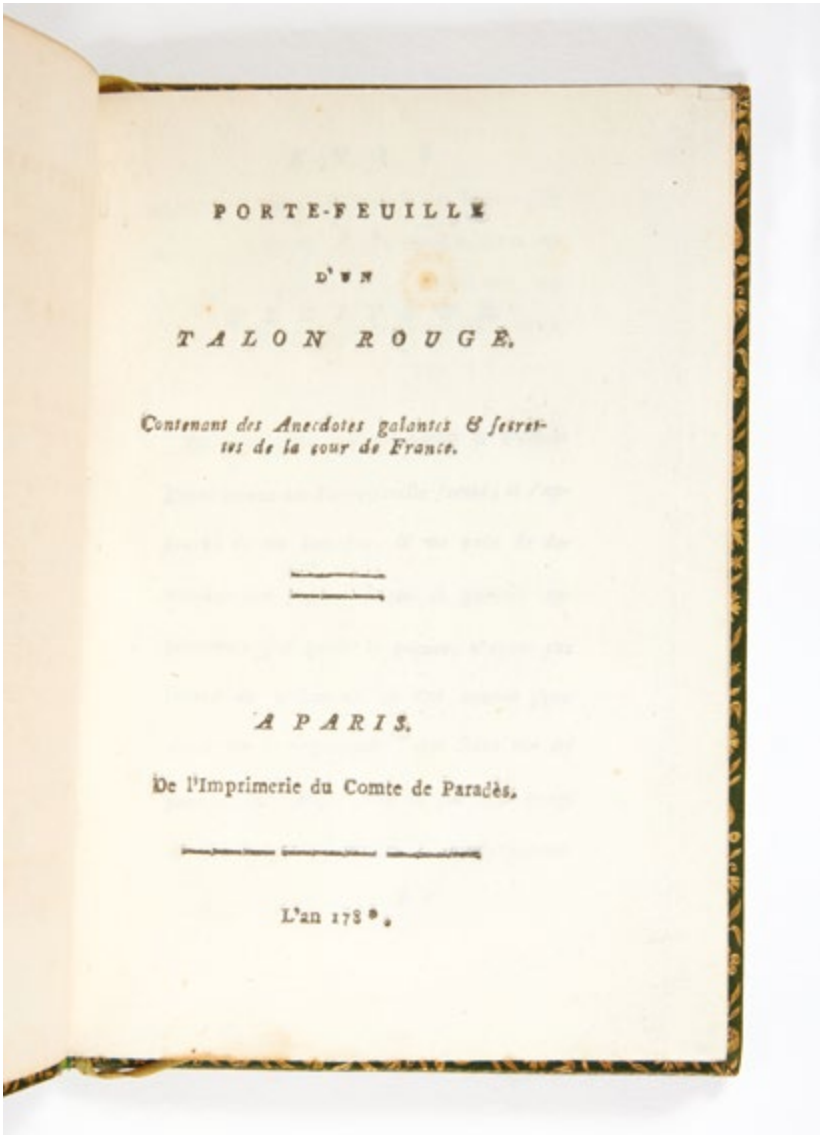 PORTE-FEUILLE
D'UN
TALON ROUGE.
Contenant des Anecdotes galantes & ſecret-
tes de la cour de France.
A PARIS.
De l'Imprimerie du Comte de Paradès.
L'an 178*.